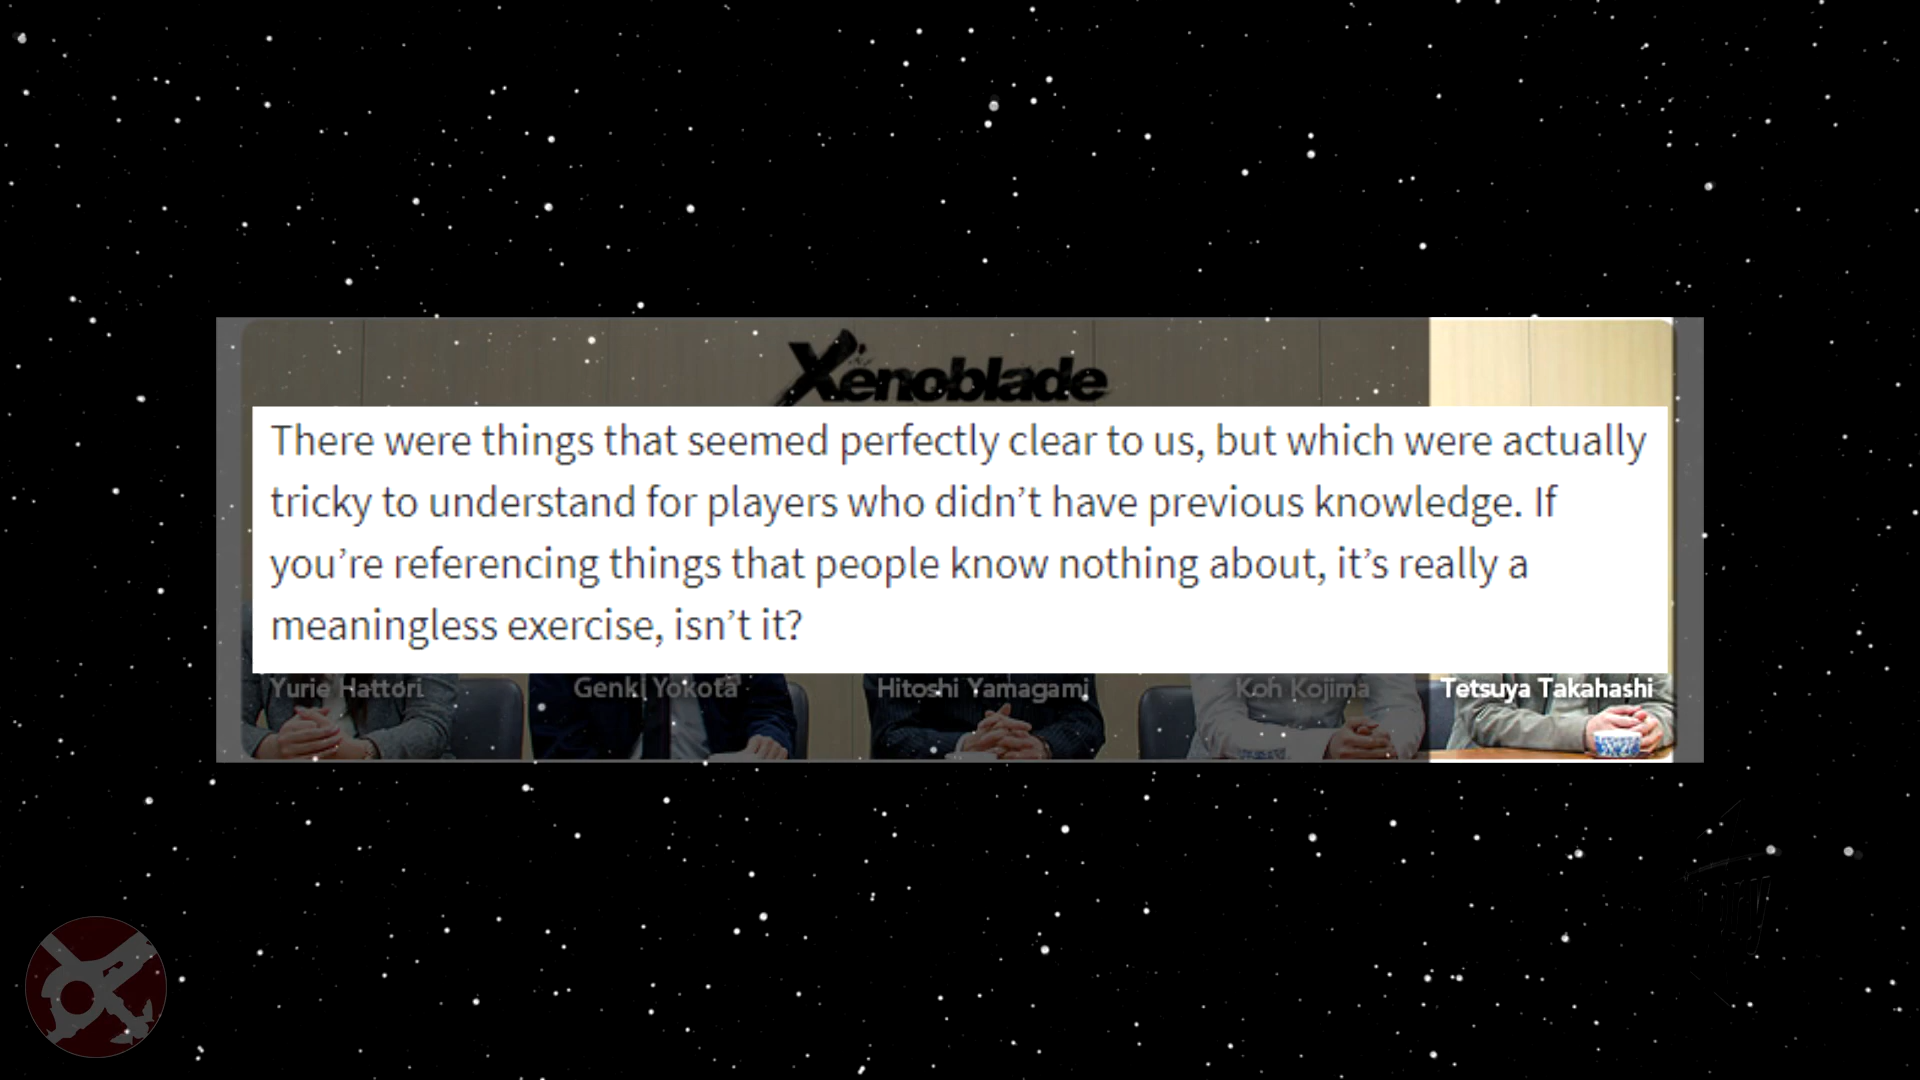 Xenoblade
There were things that seemed perfectly clear to us, but which were actually
tricky to understand for players who didn’t have previous knowledge. If
you’re referencing things that people know nothing about, it’s really a
meaningless exercise, isn’t it?
Yurie Hattori Genki Yokota Hitoshi Yamagami Koh Kojima Tetsuya Takahashi